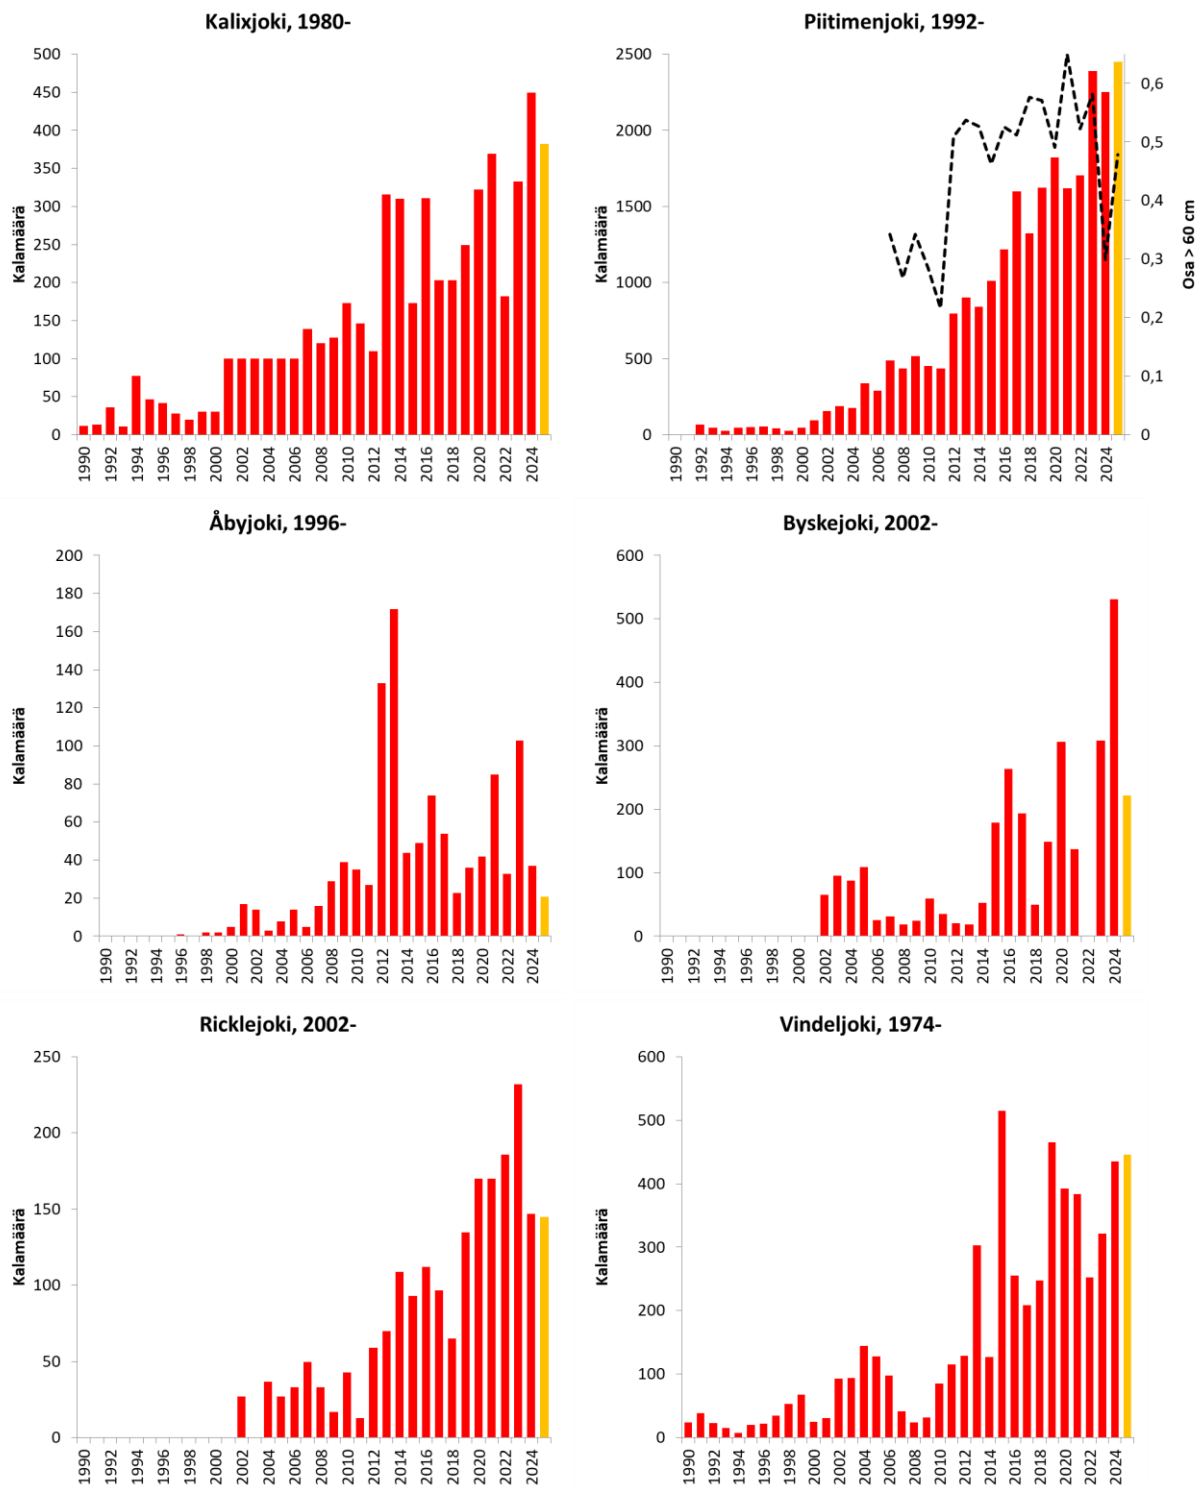 Kalixjoki, 1980-
Kalamäärä
500
450
400
350
300
250
200
150
100
50
0
1990 1992 1994 1996 1998 2000 2002 2004 2006 2008 2010 2012 2014 2016 2018 2020 2022 2024
Piitimenjoki, 1992-
Kalamäärä
2500
2000
1500
1000
500
0
0,6
0,5
0,4
0,3
0,2
0,1
0
Osa > 60 cm
1990 1992 1994 1996 1998 2000 2002 2004 2006 2008 2010 2012 2014 2016 2018 2020 2022 2024
Åbyjoki, 1996-
Kalamäärä
200
180
160
140
120
100
80
60
40
20
0
1990 1992 1994 1996 1998 2000 2002 2004 2006 2008 2010 2012 2014 2016 2018 2020 2022 2024
Byskejoki, 2002-
Kalamäärä
600
500
400
300
200
100
0
1990 1992 1994 1996 1998 2000 2002 2004 2006 2008 2010 2012 2014 2016 2018 2020 2022 2024
Ricklejoki, 2002-
Kalamäärä
250
200
150
100
50
0
1990 1992 1994 1996 1998 2000 2002 2004 2006 2008 2010 2012 2014 2016 2018 2020 2022 2024
Vindeljoki, 1974-
Kalamäärä
600
500
400
300
200
100
0
1990 1992 1994 1996 1998 2000 2002 2004 2006 2008 2010 2012 2014 2016 2018 2020 2022 2024